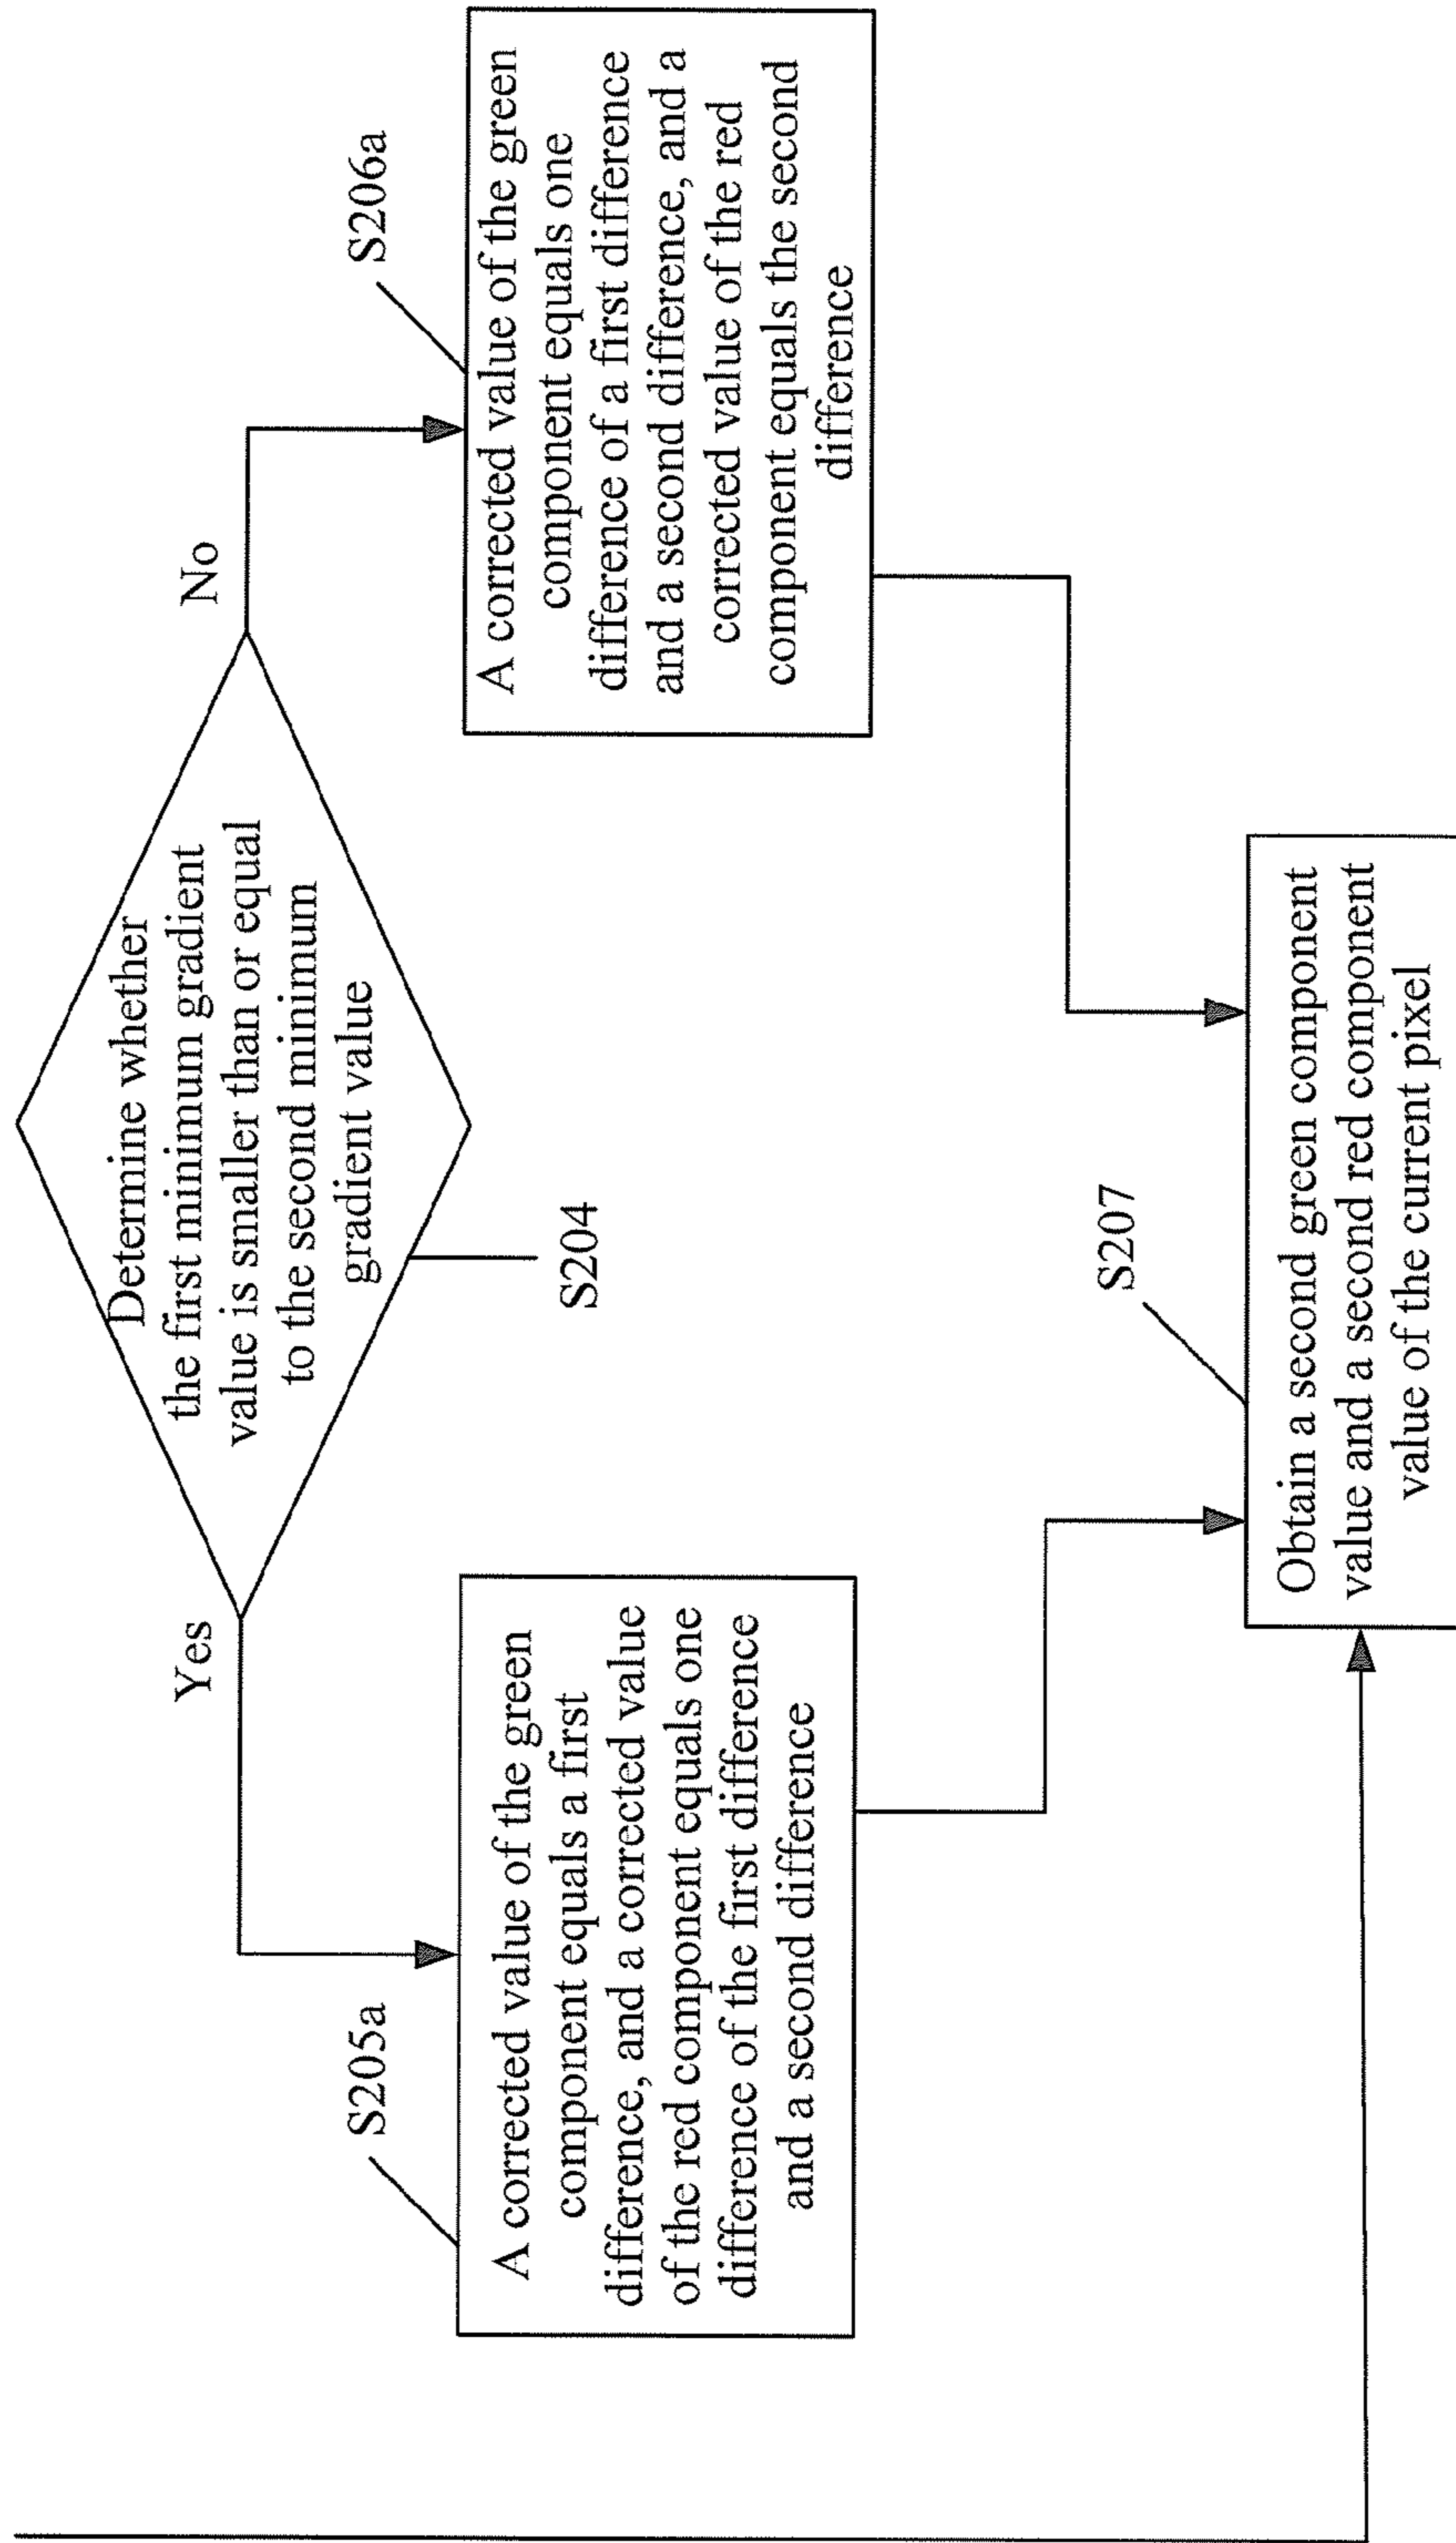 Determine whether
the first minimum gradient
value is smaller than or equal
to the second minimum
gradient value
S204
Yes
No
S205a
A corrected value of the green
component equals a first
difference, and a corrected value
of the red component equals one
difference of the first difference
and a second difference
S206a
A corrected value of the green
component equals one
difference of a first difference
and a second difference, and a
corrected value of the red
component equals the second
difference
S207
Obtain a second green component
value and a second red component
value of the current pixel